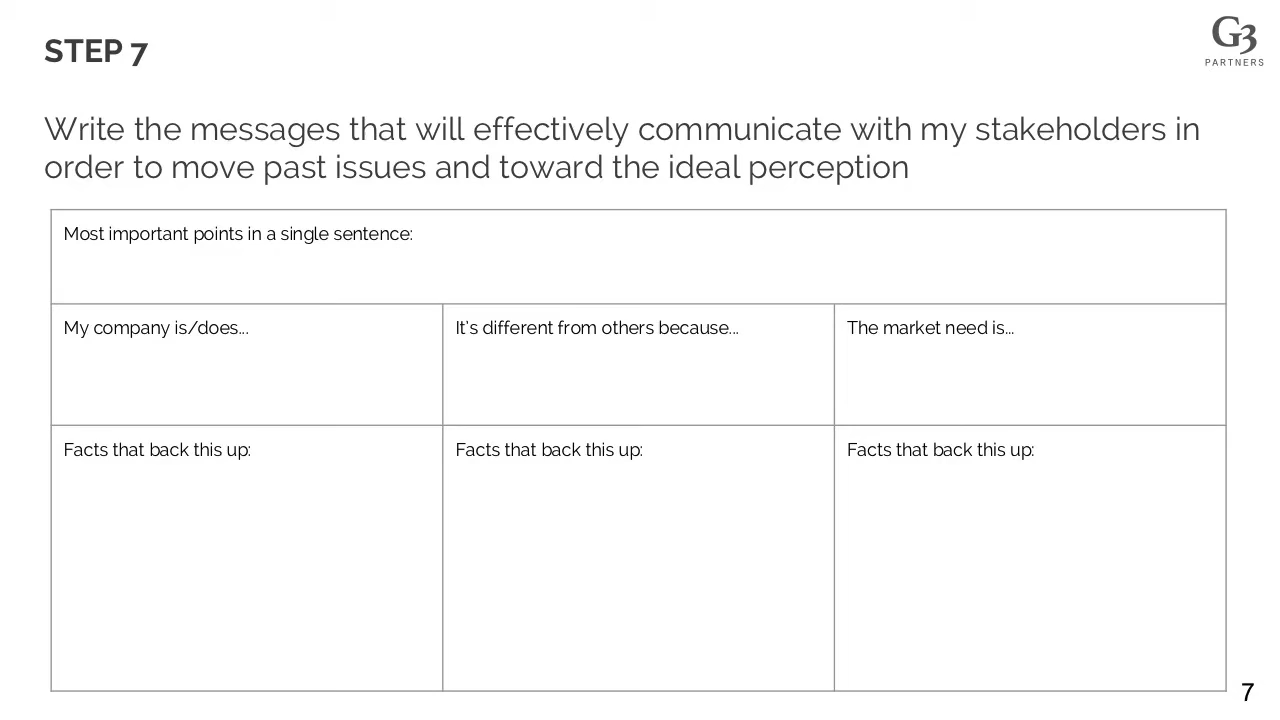 STEP 7
G3
PARTNERS
Write the messages that will effectively communicate with my stakeholders in
order to move past issues and toward the ideal perception
Most important points in a single sentence:
My company is/does...
It's different from others because...
The market need is...
Facts that back this up:
Facts that back this up:
Facts that back this up:
7